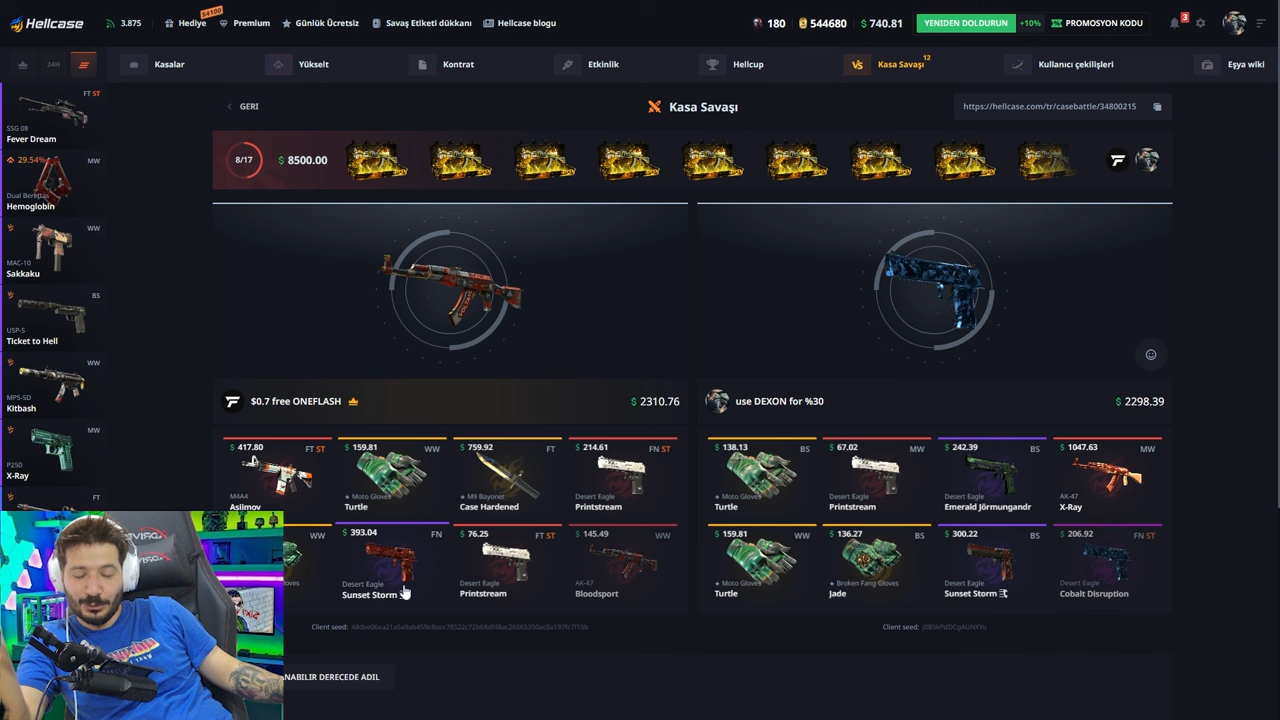 HELLCASE
3.875
$4100
Hediye
Premium
Günlük Ücretsiz
Savaş Etiketi dükkânı
Hellcase blogu
180
544680
$ 740.81
YENİDEN DOLDURUN
+10%
PROMOSYON KODU
3
24H
Kasalar
Yükselt
Kontrat
Etkinlik
Hellcup
VS
Kasa Savaşı
12
Kullanıcı çekilişleri
Eşya wiki
GERİ
Kasa Savaşı
https://hellcase.com/tr/casebattle/34800215
8/17
$ 8500.00
FT ST
SSG 08
Fever Dream
29.54%
MW
Dual Berettas
Hemoglobin
WW
MAC-10
Sakkaku
BS
USP-S
Ticket to Hell
WW
MP5-SD
Kitbash
MW
P250
X-Ray
FT
$0.7 free ONEFLASH
$ 2310.76
use DEXON for %30
$ 2298.39
$ 417.80
FT ST
M4A4
Asiimov
$ 159.81
WW
★ Moto Gloves
Turtle
$ 759.92
FT
★ M9 Bayonet
Case Hardened
$ 214.61
FN ST
Desert Eagle
Printstream
$ 138.13
BS
★ Moto Gloves
Turtle
$ 67.02
MW
Desert Eagle
Printstream
$ 242.39
BS
Desert Eagle
Emerald Jörmungandr
$ 1047.63
MW
AK-47
X-Ray
WW
$ 393.04
FN
Desert Eagle
Sunset Storm
$ 76.25
FT ST
Desert Eagle
Printstream
$ 145.49
WW
AK-47
Bloodsport
$ 159.81
WW
★ Moto Gloves
Turtle
$ 136.27
BS
★ Broken Fang Gloves
Jade
$ 300.22
BS
Desert Eagle
Sunset Storm 弐
$ 206.92
FN ST
Desert Eagle
Cobalt Disruption
Client seed:
Client seed: j0B5kPdDCgAUNXXo
ANABILIR DERECEDE ADIL